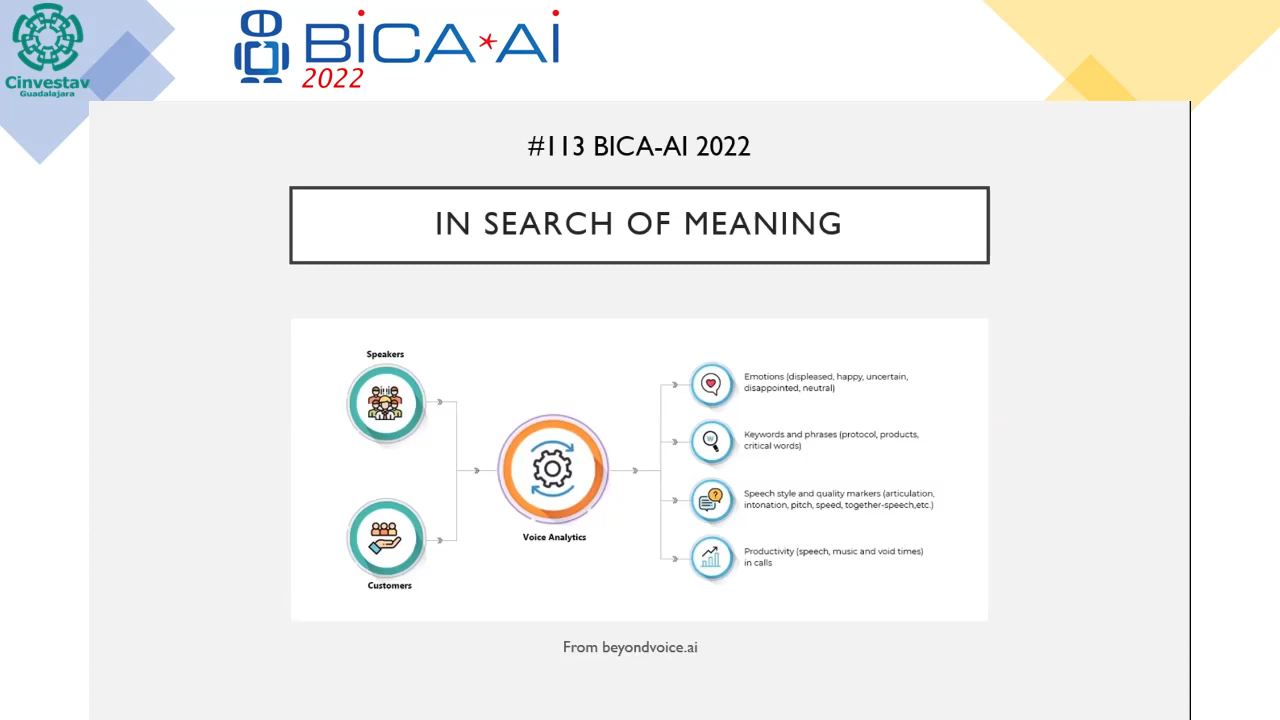 Cinvestav
Guadalajara
BiCA*Ai
2022
#113 BICA-AI 2022
IN SEARCH OF MEANING
Speakers
Customers
Voice Analytics
Emotions (displeased, happy, uncertain,
disappointed, neutral)
W
Keywords and phrases (protocol, products,
critical words)
?
Speech style and quality markers (articulation,
intonation, pitch, speed, together-speech,etc.)
Productivity (speech, music and void times)
in calls
From beyondvoice.ai